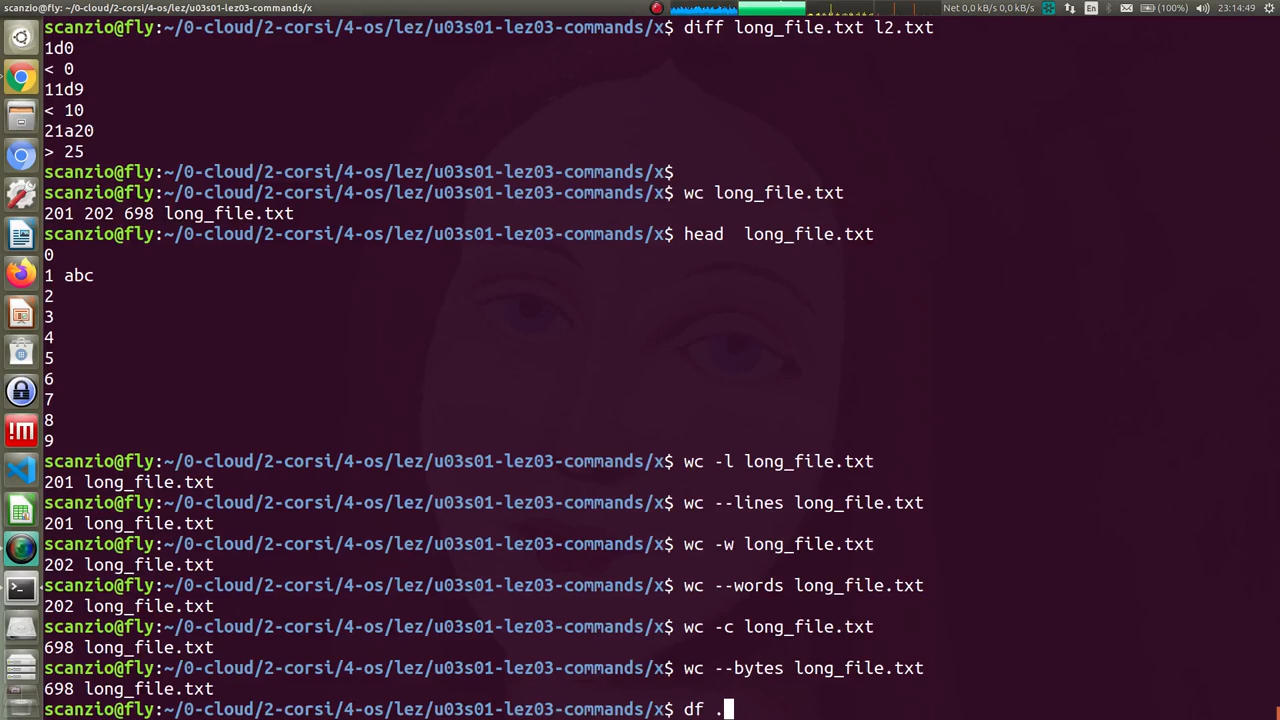 scanzio@fly: ~/0-cloud/2-corsi/4-os/lez/u03s01-lez03-commands/x
Net 0,0 kB/s 0,0 kB/s En (100%) 23:14:49
scanzio@fly:~/0-cloud/2-corsi/4-os/lez/u03s01-lez03-commands/x$ diff long_file.txt l2.txt
1d0
< 0
11d9
< 10
21a20
> 25
scanzio@fly:~/0-cloud/2-corsi/4-os/lez/u03s01-lez03-commands/x$
scanzio@fly:~/0-cloud/2-corsi/4-os/lez/u03s01-lez03-commands/x$ wc long_file.txt
201 202 698 long_file.txt
scanzio@fly:~/0-cloud/2-corsi/4-os/lez/u03s01-lez03-commands/x$ head  long_file.txt
0
1 abc
2
3
4
5
6
7
8
9
scanzio@fly:~/0-cloud/2-corsi/4-os/lez/u03s01-lez03-commands/x$ wc -l long_file.txt
201 long_file.txt
scanzio@fly:~/0-cloud/2-corsi/4-os/lez/u03s01-lez03-commands/x$ wc --lines long_file.txt
201 long_file.txt
scanzio@fly:~/0-cloud/2-corsi/4-os/lez/u03s01-lez03-commands/x$ wc -w long_file.txt
202 long_file.txt
scanzio@fly:~/0-cloud/2-corsi/4-os/lez/u03s01-lez03-commands/x$ wc --words long_file.txt
202 long_file.txt
scanzio@fly:~/0-cloud/2-corsi/4-os/lez/u03s01-lez03-commands/x$ wc -c long_file.txt
698 long_file.txt
scanzio@fly:~/0-cloud/2-corsi/4-os/lez/u03s01-lez03-commands/x$ wc --bytes long_file.txt
698 long_file.txt
scanzio@fly:~/0-cloud/2-corsi/4-os/lez/u03s01-lez03-commands/x$ df .
!M